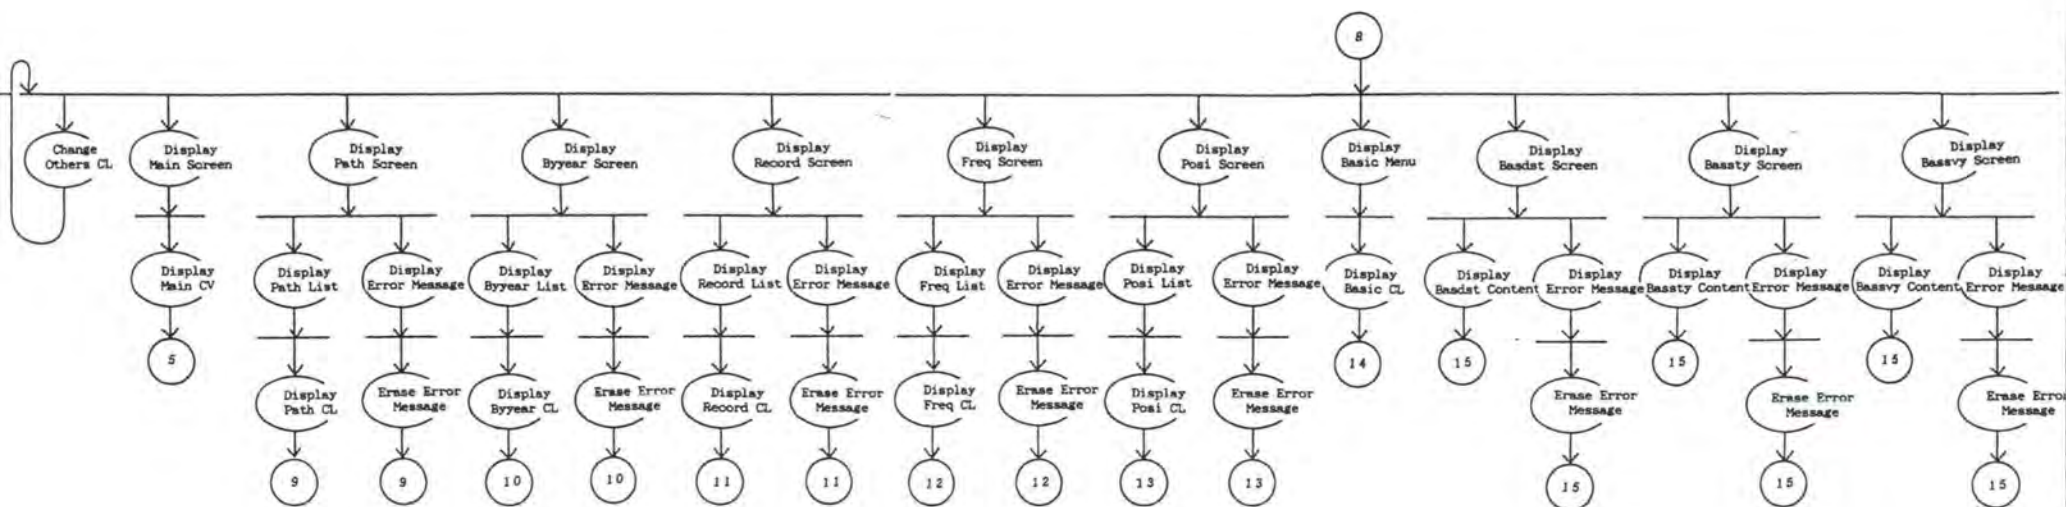 8
Change
Others CL
Display
Main Screen
Display
Path Screen
Display
Byyear Screen
Display
Record Screen
Display
Freq Screen
Display
Posi Screen
Display
Basic Menu
Display
Basdst Screen
Display
Bassty Screen
Display
Bassvy Screen
Display
Main CV
Display
Path List
Display
Error Message
Display
Byyear List
Display
Error Message
Display
Record List
Display
Error Message
Display
Freq List
Display
Error Message
Display
Posi List
Display
Error Message
Display
Basic CL
Display
Basdst Content
Display
Error Message
Display
Bassty Content
Display
Error Message
Display
Bassvy Content
Display
Error Message
5
14
15
15
15
Display
Path CL
Erase Error
Message
Display
Byyear CL
Erase Error
Message
Display
Record CL
Erase Error
Message
Display
Freq CL
Erase Error
Message
Display
Posi CL
Erase Error
Message
Erase Error
Message
Erase Error
Message
Erase Error
Message
9
9
10
10
11
11
12
12
13
13
15
15
15